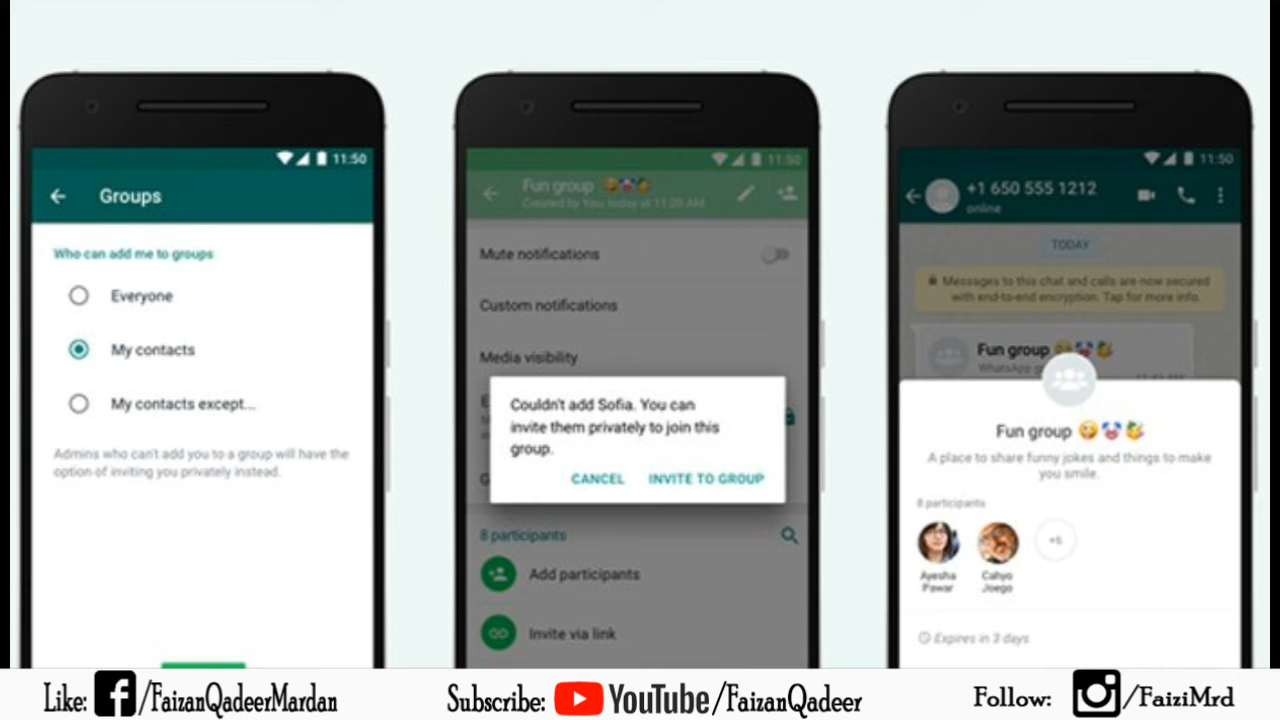 11:50
Groups
Who can add me to groups
Everyone
My contacts
My contacts except...
Admins who can't add you to a group will have the
option of inviting you privately instead.
11:50
Fun group 😜🤡🥳
Created by You, today at 11:20 AM
Mute notifications
Custom notifications
Media visibility
Couldn't add Sofia. You can
invite them privately to join this
group.
CANCEL INVITE TO GROUP
8 participants
Add participants
Invite via link
11:50
+1 650 555 1212
online
TODAY
Messages to this chat and calls are now secured
with end-to-end encryption. Tap for more info.
Fun group 😜🤡🥳
Fun group 😜🤡🥳
A place to share funny jokes and things to make
you smile.
8 participants
+6
Ayesha
Pawar
Cahyo
Joego
Expires in 3 days
Like: f/FaizanQadeerMardan
Subscribe: YouTube/FaizanQadeer
Follow: /FaiziMrd